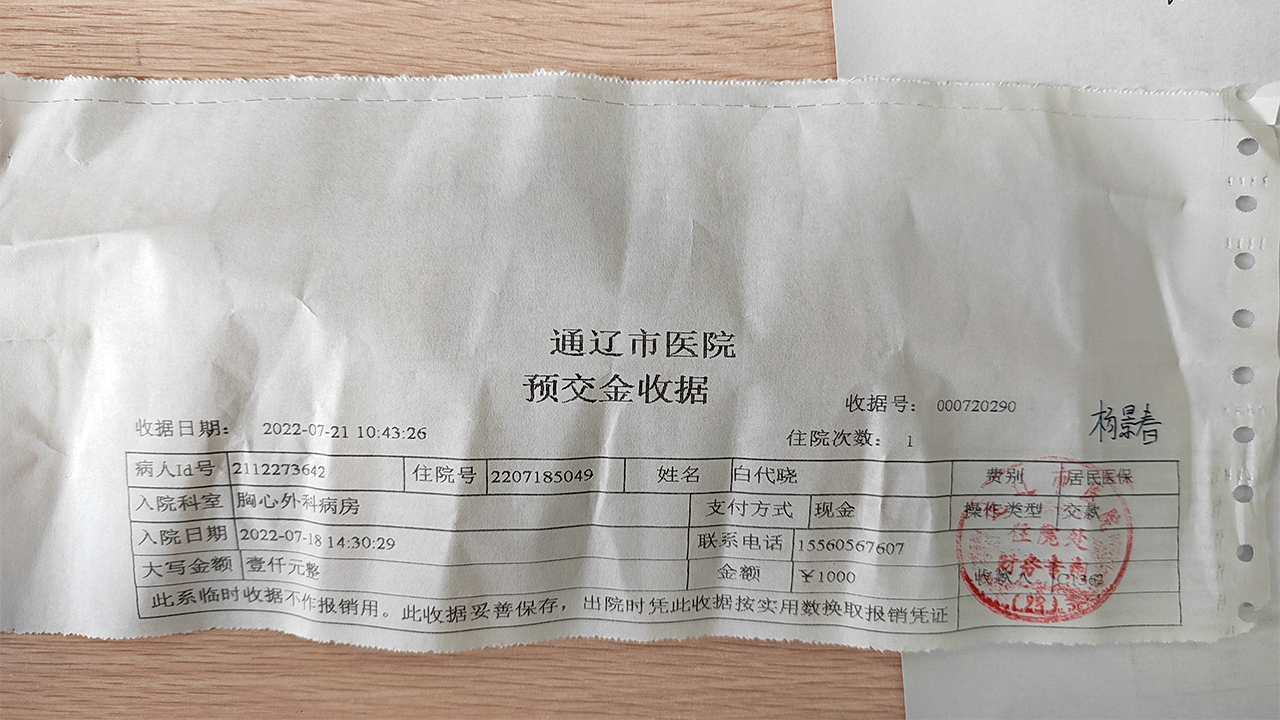 通辽市医院
预交金收据
收据号： 000720290
杨景春
收据日期： 2022-07-21 10:43:26
住院次数： 1
病人Id号 2112273642 住院号 2207185049 姓名 白代晓 费别 居民医保
入院科室 胸心外科病房 支付方式 现金 操作类型 交款
入院日期 2022-07-18 14:30:29 联系电话 15560567607
大写金额 壹仟元整 金额 ￥1000 收款人
此系临时收据不作报销用。此收据妥善保存，出院时凭此收据按实用数换取报销凭证